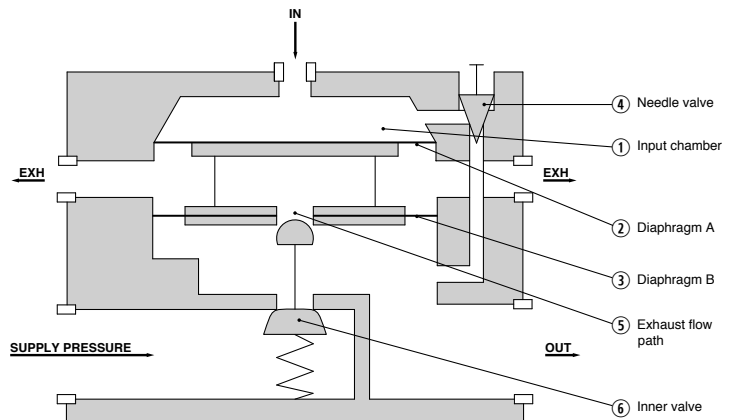 IN
④ Needle valve
① Input chamber
EXH
EXH
② Diaphragm A
③ Diaphragm B
⑤ Exhaust flow
path
SUPPLY PRESSURE
OUT
⑥ Inner valve